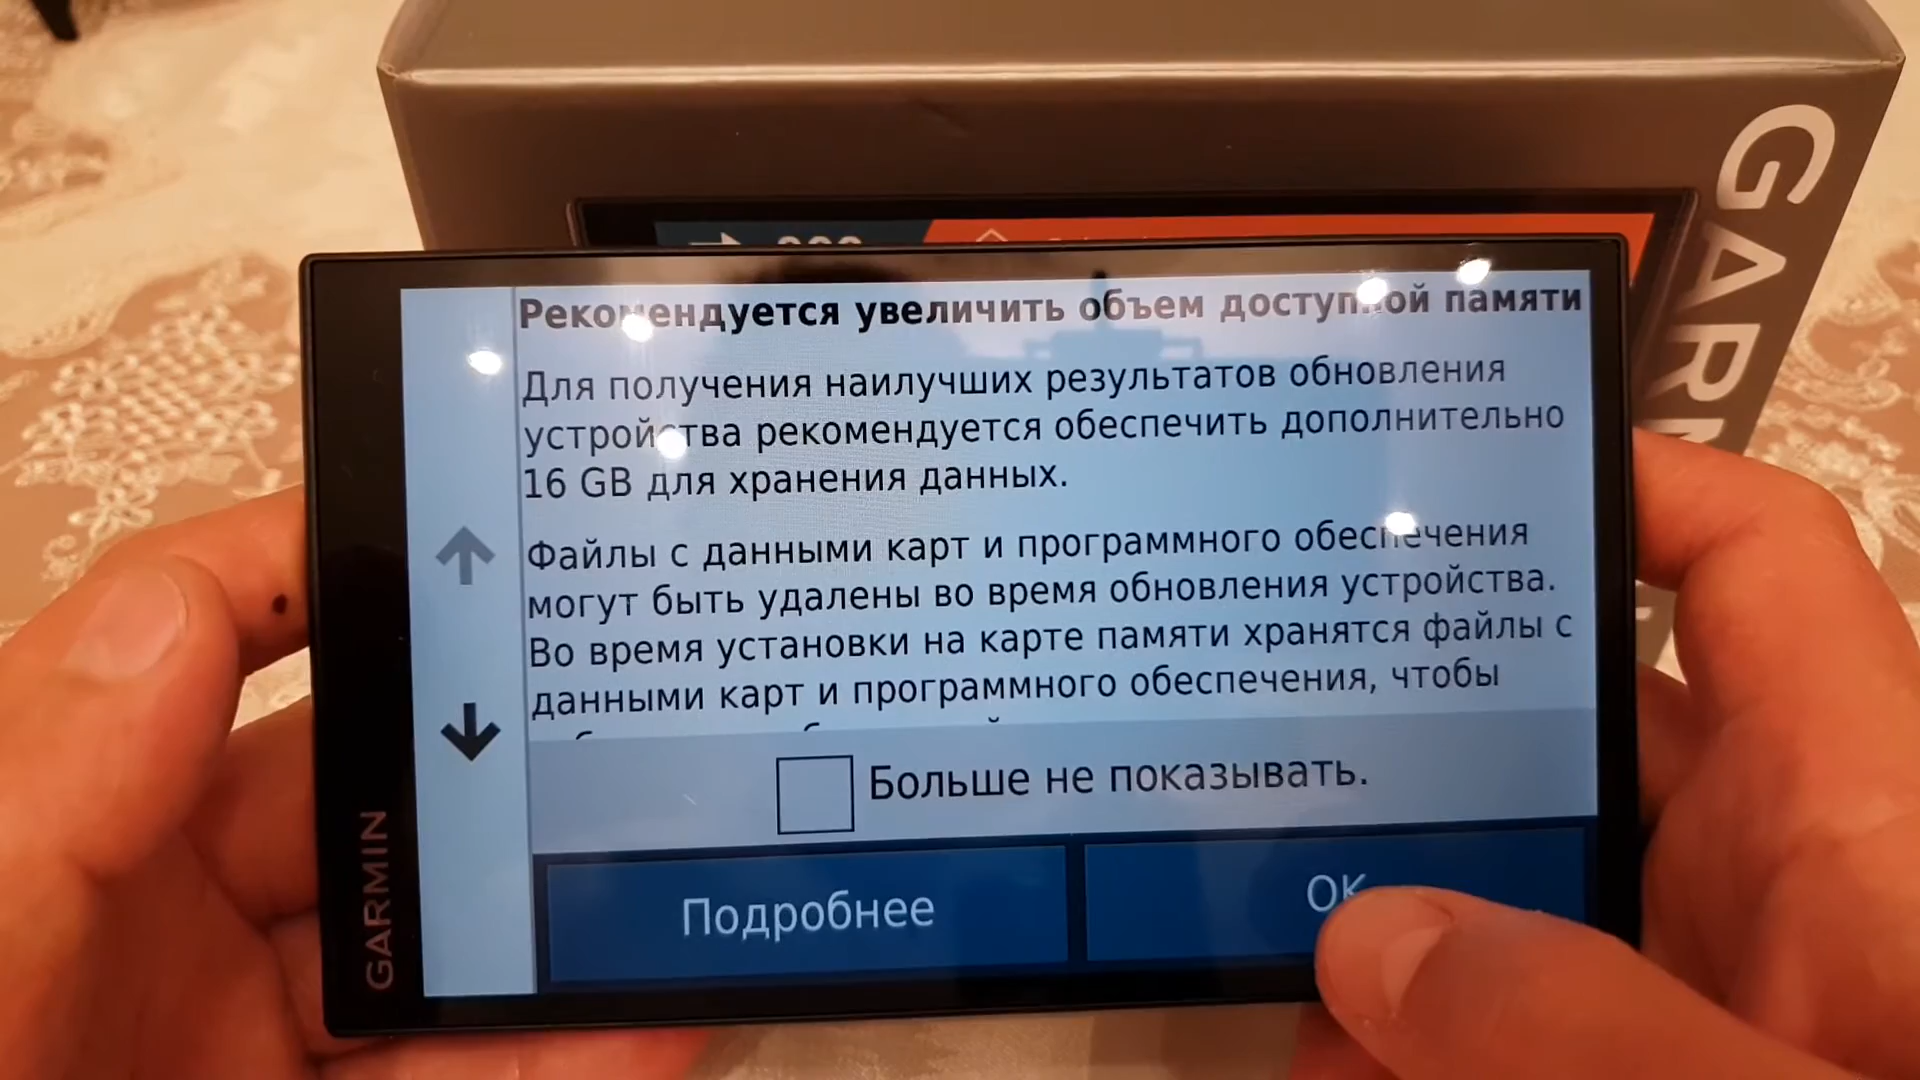 GARMIN
Рекомендуется увеличить объем доступной памяти
Для получения наилучших результатов обновления
устройства рекомендуется обеспечить дополнительно
16 GB для хранения данных.
Файлы с данными карт и программного обеспечения
могут быть удалены во время обновления устройства.
Во время установки на карте памяти хранятся файлы с
данными карт и программного обеспечения, чтобы
Больше не показывать.
Подробнее
OK
GARMIN